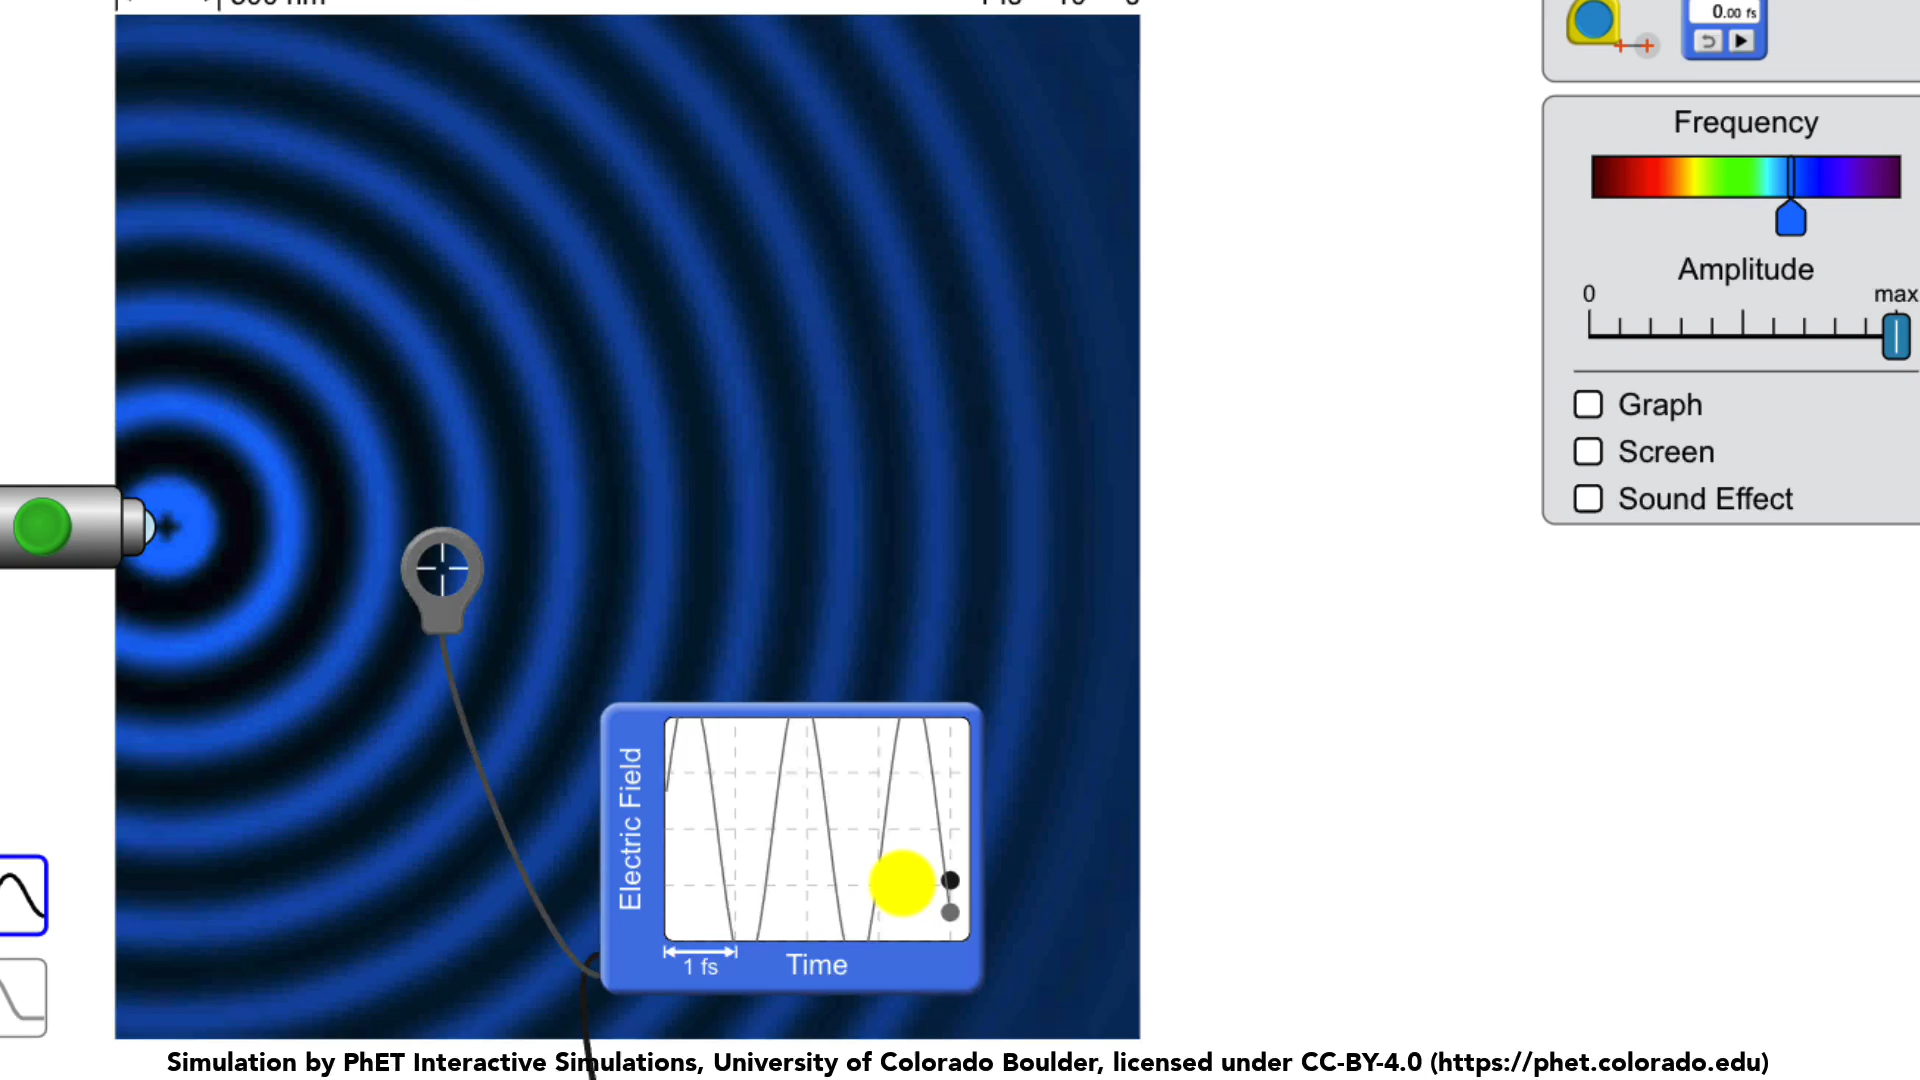 0.00 fs
Frequency
Amplitude
0
max
Graph
Screen
Sound Effect
Electric Field
1 fs
Time
Simulation by PhET Interactive Simulations, University of Colorado Boulder, licensed under CC-BY-4.0 (https://phet.colorado.edu)